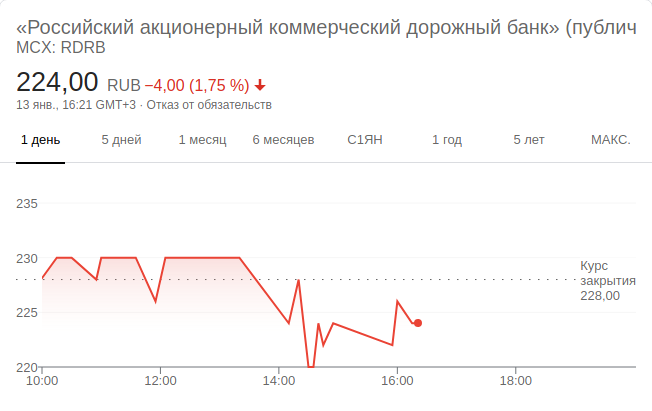 «Российский акционерный коммерческий дорожный банк» (публич
MCX: RDRB
224,00 RUB −4,00 (1,75 %)
13 янв., 16:21 GMT+3 · Отказ от обязательств
1 день 5 дней 1 месяц 6 месяцев С1ЯН 1 год 5 лет МАКС.
235
230
Курс
закрытия
228,00
225
220
10:00 12:00 14:00 16:00 18:00